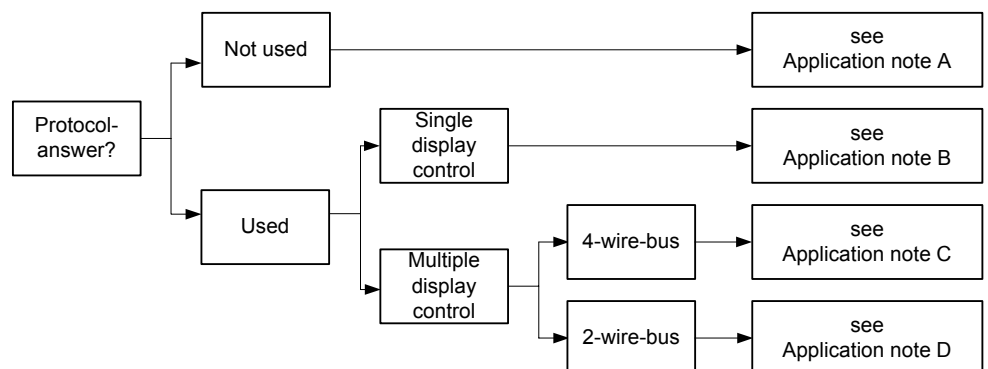 Not used
see
Application note A
Protocol-
answer?
Single
display
control
see
Application note B
Used
Multiple
display
control
4-wire-bus
see
Application note C
2-wire-bus
see
Application note D